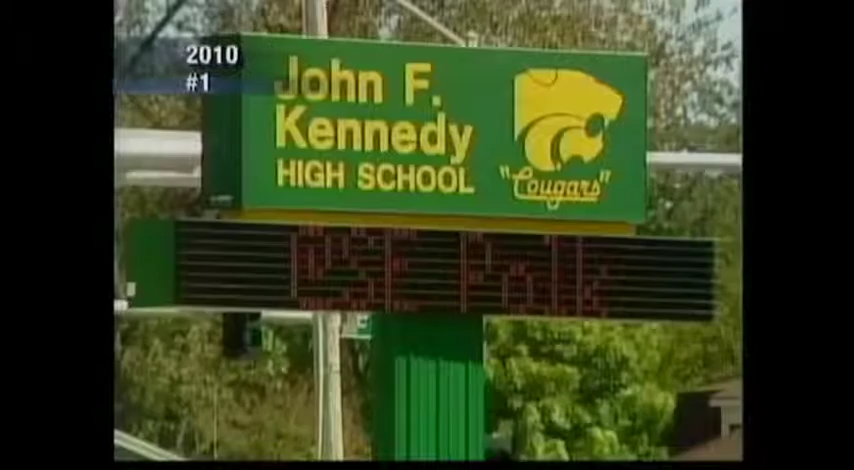 2010
#1
John F.
Kennedy
HIGH SCHOOL
"Cougars"